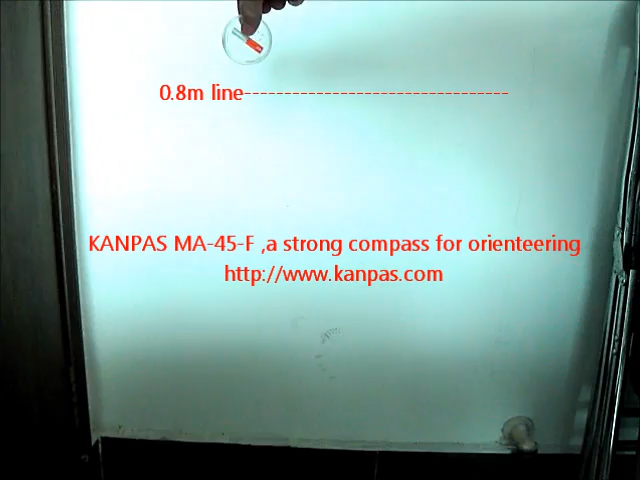 0.8m line---------------------------------
KANPAS MA-45-F ,a strong compass for orienteering
http://www.kanpas.com